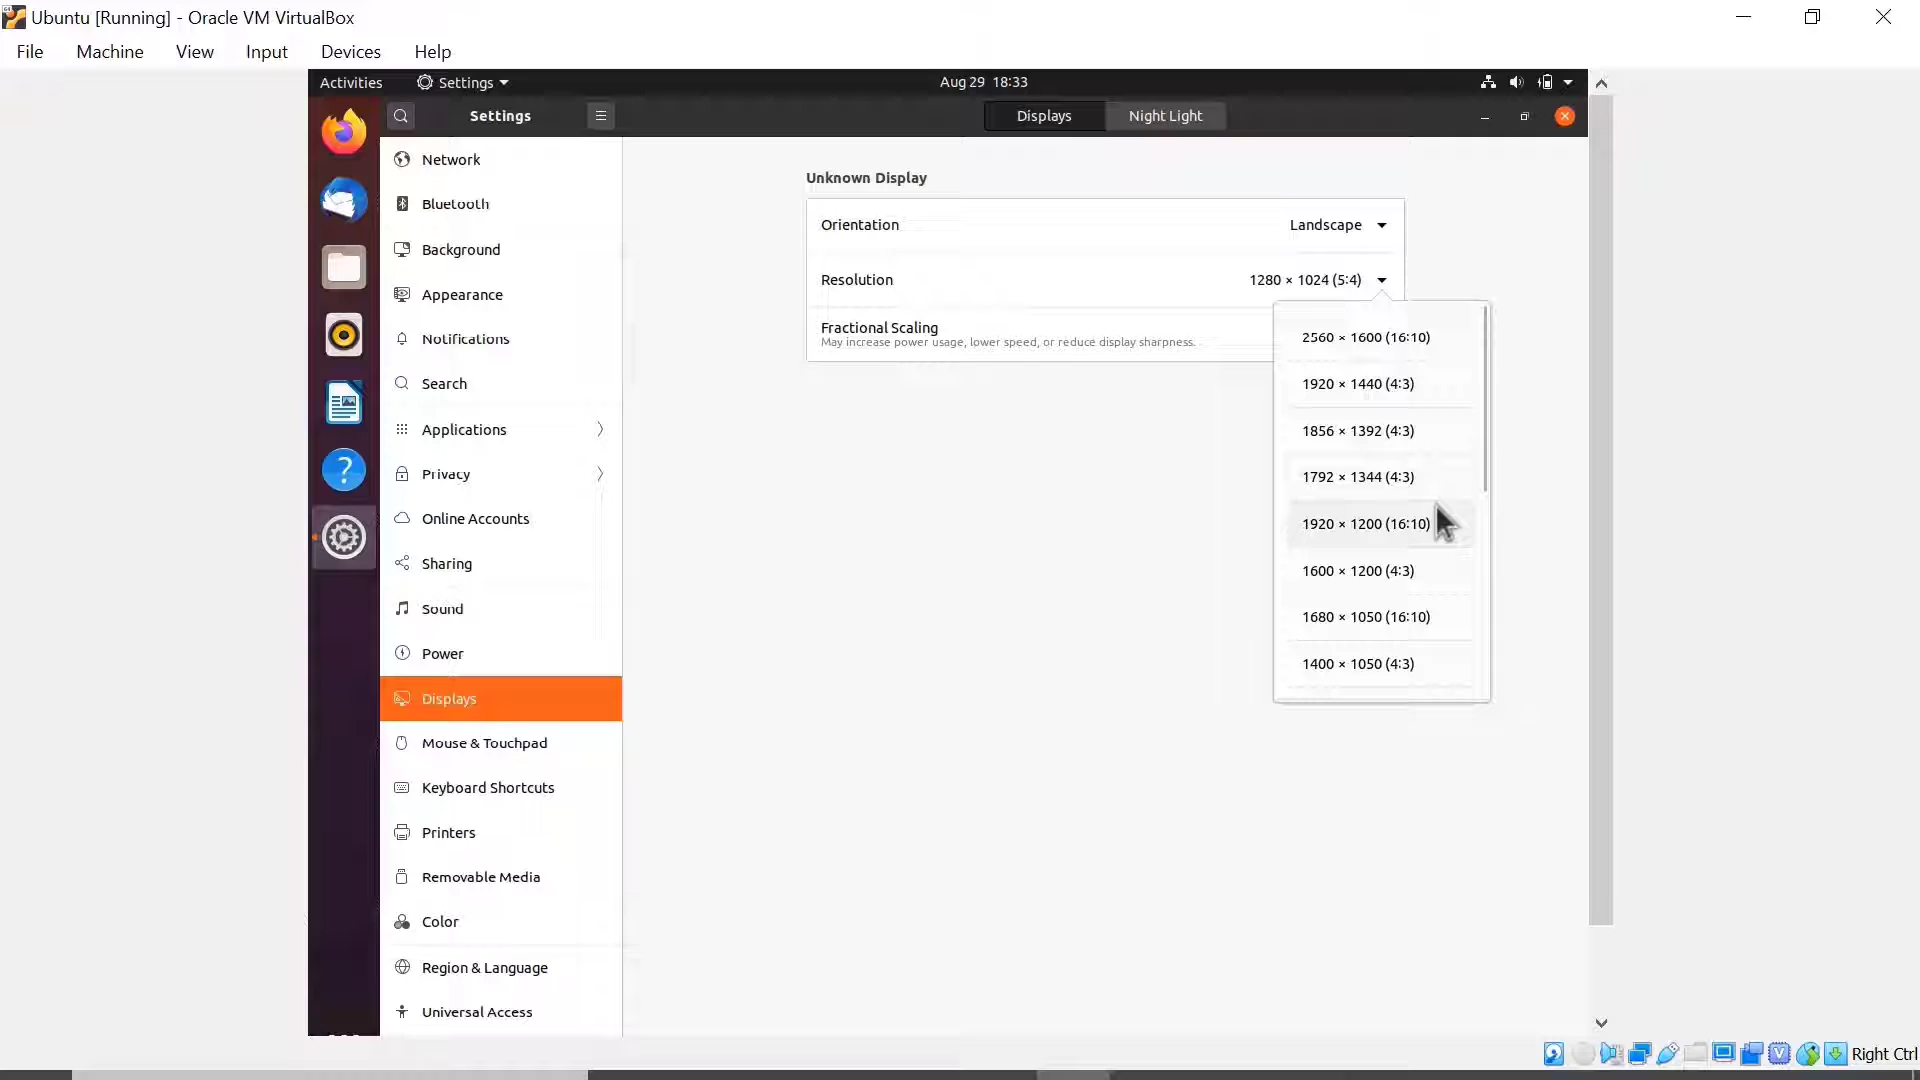 Ubuntu [Running] - Oracle VM VirtualBox
File Machine View Input Devices Help
Activities Settings Aug 29 18:33
Settings Displays Night Light
Network
Bluetooth
Background
Appearance
Notifications
Search
Applications
Privacy
Online Accounts
Sharing
Sound
Power
Displays
Mouse & Touchpad
Keyboard Shortcuts
Printers
Removable Media
Color
Region & Language
Universal Access
Unknown Display
Orientation Landscape
Resolution 1280 × 1024 (5:4)
Fractional Scaling
May increase power usage, lower speed, or reduce display sharpness.
2560 × 1600 (16:10)
1920 × 1440 (4:3)
1856 × 1392 (4:3)
1792 × 1344 (4:3)
1920 × 1200 (16:10)
1600 × 1200 (4:3)
1680 × 1050 (16:10)
1400 × 1050 (4:3)
Right Ctrl